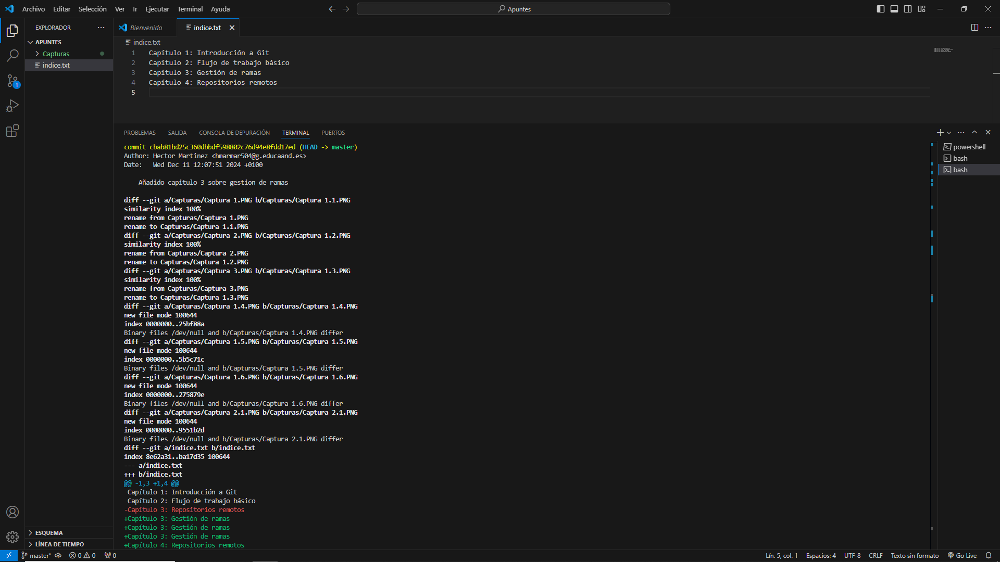 Archivo Editar Selección Ver Ir Ejecutar Terminal Ayuda
Apuntes
EXPLORADOR
Bienvenido
indice.txt
APUNTES
Capturas
indice.txt
indice.txt
1 Capítulo 1: Introducción a Git
2 Capítulo 2: Flujo de trabajo básico
3 Capítulo 3: Gestión de ramas
4 Capítulo 4: Repositorios remotos
5
1
PROBLEMAS SALIDA CONSOLA DE DEPURACIÓN TERMINAL PUERTOS
powershell
bash
bash
commit cbab81bd25c360dbbdf598802c76d94e8fdd17ed (HEAD -> master)
Author: Hector Martinez <hmarmar504@g.educaand.es>
Date:   Wed Dec 11 12:07:51 2024 +0100
Añadido capitulo 3 sobre gestion de ramas
diff --git a/Capturas/Captura 1.PNG b/Capturas/Captura 1.1.PNG
similarity index 100%
rename from Capturas/Captura 1.PNG
rename to Capturas/Captura 1.1.PNG
diff --git a/Capturas/Captura 2.PNG b/Capturas/Captura 1.2.PNG
similarity index 100%
rename from Capturas/Captura 2.PNG
rename to Capturas/Captura 1.2.PNG
diff --git a/Capturas/Captura 3.PNG b/Capturas/Captura 1.3.PNG
similarity index 100%
rename from Capturas/Captura 3.PNG
rename to Capturas/Captura 1.3.PNG
diff --git a/Capturas/Captura 1.4.PNG b/Capturas/Captura 1.4.PNG
new file mode 100644
index 0000000..25bf88a
Binary files /dev/null and b/Capturas/Captura 1.4.PNG differ
diff --git a/Capturas/Captura 1.5.PNG b/Capturas/Captura 1.5.PNG
new file mode 100644
index 0000000..5b5c71c
Binary files /dev/null and b/Capturas/Captura 1.5.PNG differ
diff --git a/Capturas/Captura 1.6.PNG b/Capturas/Captura 1.6.PNG
new file mode 100644
index 0000000..275879e
Binary files /dev/null and b/Capturas/Captura 1.6.PNG differ
diff --git a/Capturas/Captura 2.1.PNG b/Capturas/Captura 2.1.PNG
new file mode 100644
index 0000000..9551b2d
Binary files /dev/null and b/Capturas/Captura 2.1.PNG differ
diff --git a/indice.txt b/indice.txt
index 8e62a31..ba17d35 100644
--- a/indice.txt
+++ b/indice.txt
@@ -1,3 +1,4 @@
Capítulo 1: Introducción a Git
Capítulo 2: Flujo de trabajo básico
-Capítulo 3: Repositorios remotos
+Capítulo 3: Gestión de ramas
+Capítulo 3: Gestión de ramas
+Capítulo 3: Gestión de ramas
+Capítulo 4: Repositorios remotos
ESQUEMA
LÍNEA DE TIEMPO
master* 0 0 0
Lín. 5, col. 1 Espacios: 4 UTF-8 CRLF Texto sin formato Go Live